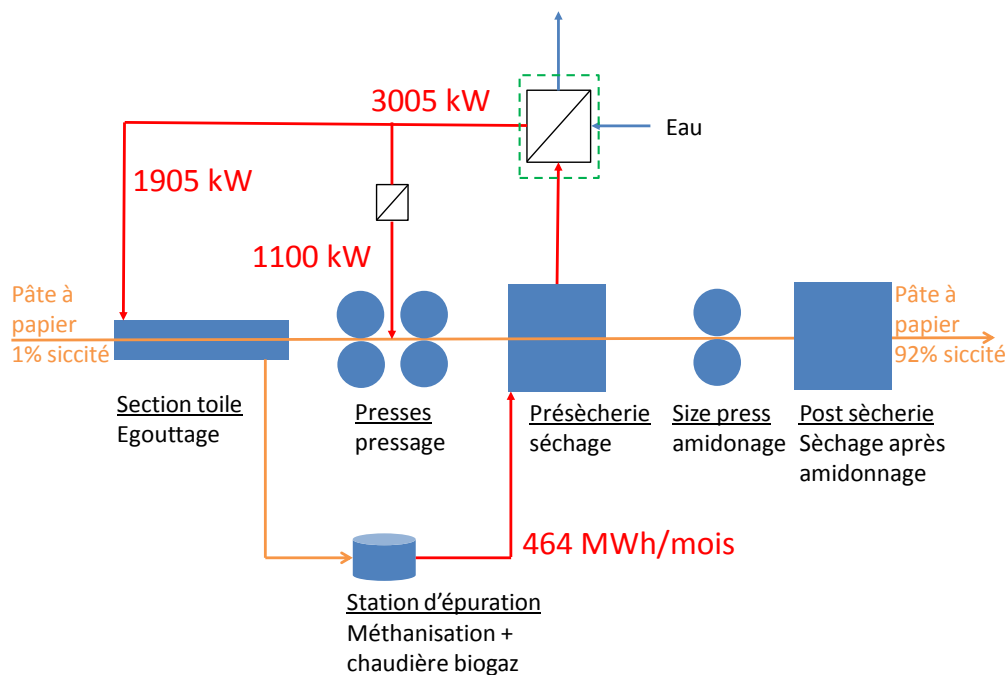 3005 kW
Eau
1905 kW
1100 kW
Pâte à
papier
1% siccité
Pâte à
papier
92% siccité
Section toile
Egouttage
Presses
pressage
Présècherie
séchage
Size press
amidonage
Post sècherie
Sèchage après
amidonnage
464 MWh/mois
Station d'épuration
Méthanisation +
chaudière biogaz